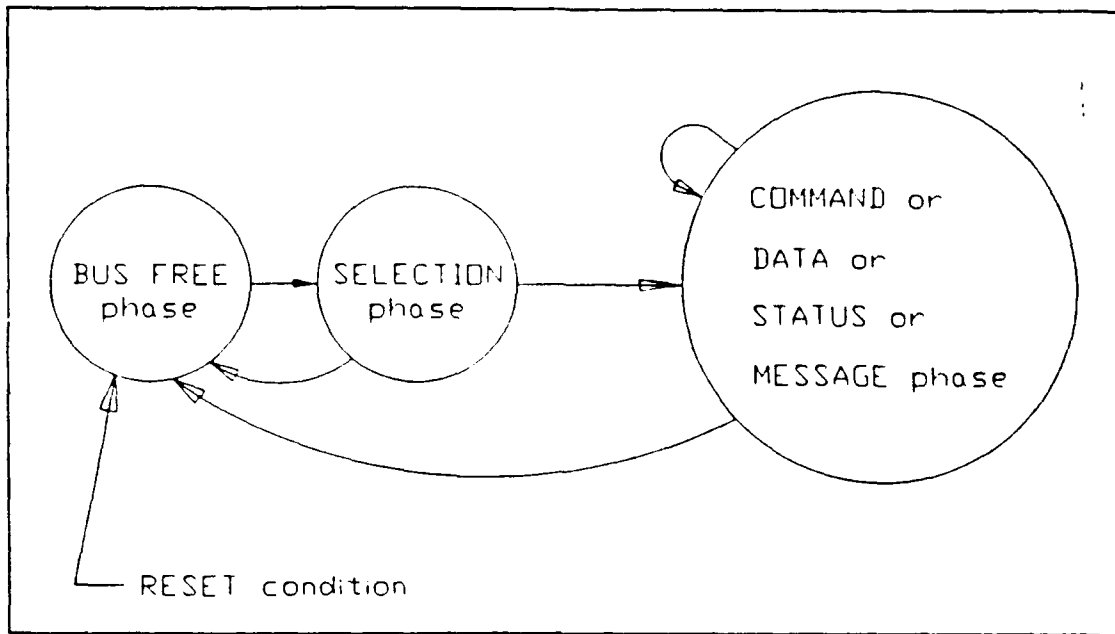 BUS FREE
phase
SELECTION
phase
COMMAND or
DATA or
STATUS or
MESSAGE phase
RESET condition